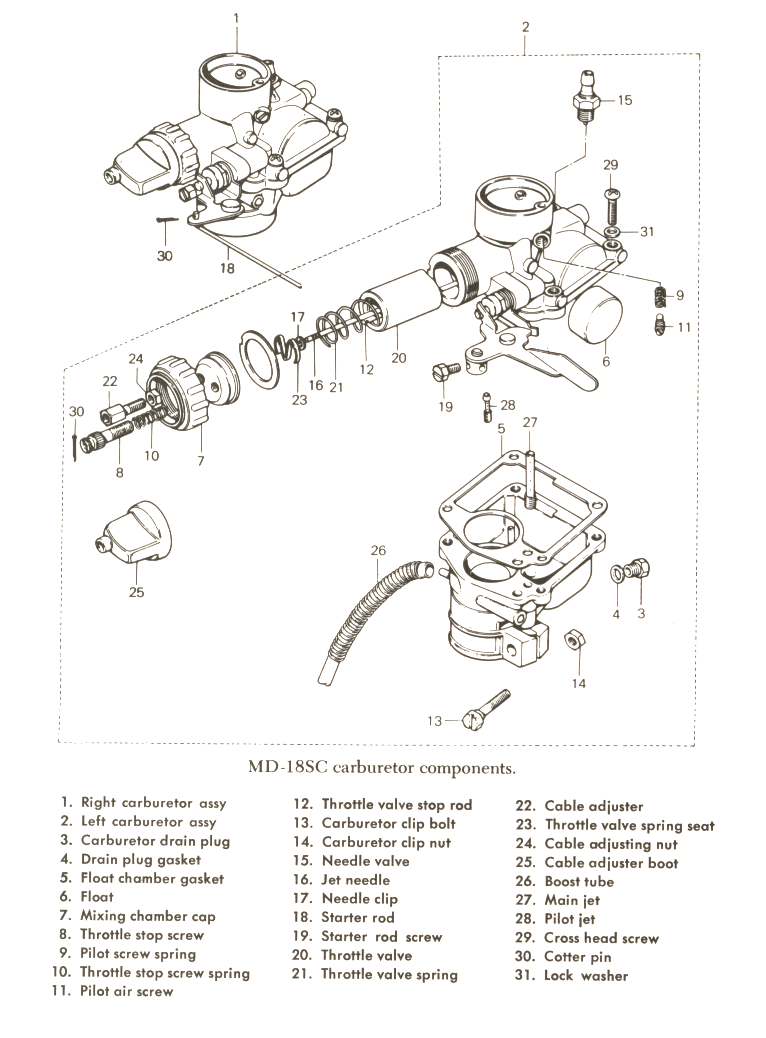 1
2
15
29
31
30
18
9
11
17
16
21
12
20
6
23
24
22
30
8
10
7
19
28
5
27
25
26
4
3
14
13
MD-18SC carburetor components.
1. Right carburetor assy
2. Left carburetor assy
3. Carburetor drain plug
4. Drain plug gasket
5. Float chamber gasket
6. Float
7. Mixing chamber cap
8. Throttle stop screw
9. Pilot screw spring
10. Throttle stop screw spring
11. Pilot air screw
12. Throttle valve stop rod
13. Carburetor clip bolt
14. Carburetor clip nut
15. Needle valve
16. Jet needle
17. Needle clip
18. Starter rod
19. Starter rod screw
20. Throttle valve
21. Throttle valve spring
22. Cable adjuster
23. Throttle valve spring seat
24. Cable adjusting nut
25. Cable adjuster boot
26. Boost tube
27. Main jet
28. Pilot jet
29. Cross head screw
30. Cotter pin
31. Lock washer